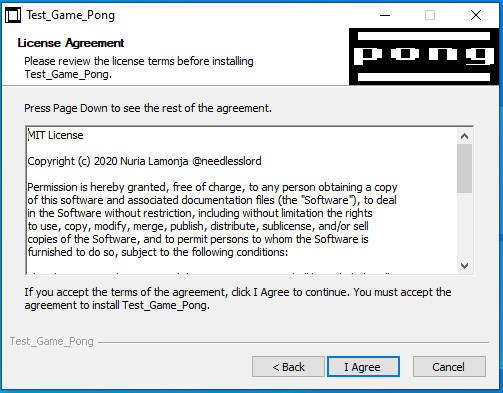 Test_Game_Pong
License Agreement
Please review the license terms before installing
Test_Game_Pong.
pong
Press Page Down to see the rest of the agreement.
MIT License
Copyright (c) 2020 Nuria Lamonja @needlesslord
Permission is hereby granted, free of charge, to any person obtaining a copy
of this software and associated documentation files (the "Software"), to deal
in the Software without restriction, including without limitation the rights
to use, copy, modify, merge, publish, distribute, sublicense, and/or sell
copies of the Software, and to permit persons to whom the Software is
furnished to do so, subject to the following conditions:
If you accept the terms of the agreement, click I Agree to continue. You must accept the
agreement to install Test_Game_Pong.
Test_Game_Pong
< Back
I Agree
Cancel